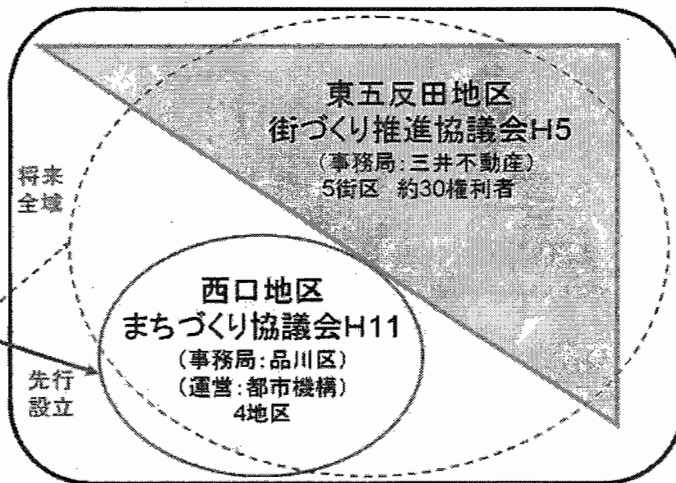 東五反田地区
街づくり推進協議会H5
(事務局:三井不動産)
5街区 約30権利者
将来
全域
西口地区
まちづくり協議会H11
(事務局:品川区)
(運営:都市機構)
4地区
先行
設立